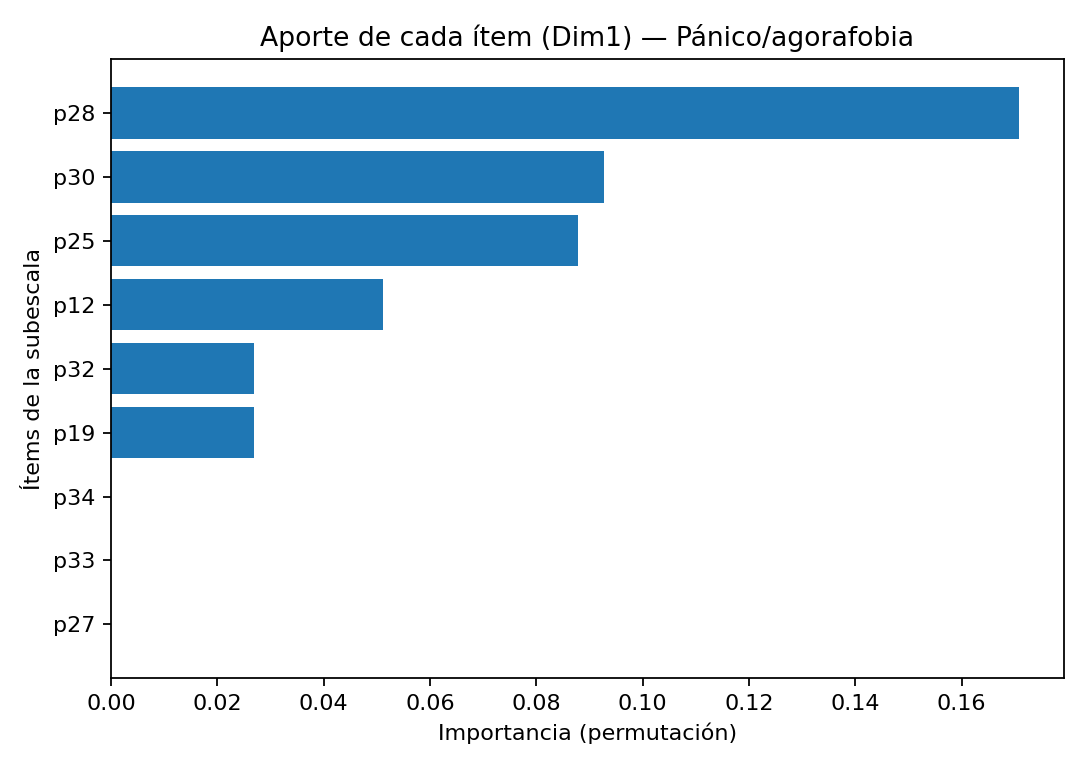 Aporte de cada ítem (Dim1) — Pánico/agorafobia
Ítems de la subescala
p28
p30
p25
p12
p32
p19
p34
p33
p27
0.00 0.02 0.04 0.06 0.08 0.10 0.12 0.14 0.16
Importancia (permutación)